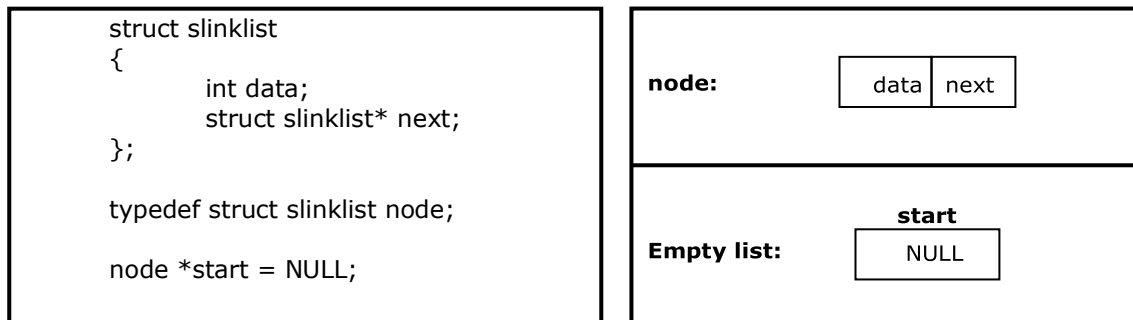 struct slinklist
{
int data;
struct slinklist* next;
};
typedef struct slinklist node;
node *start = NULL;
node:
data next
start
Empty list:
NULL